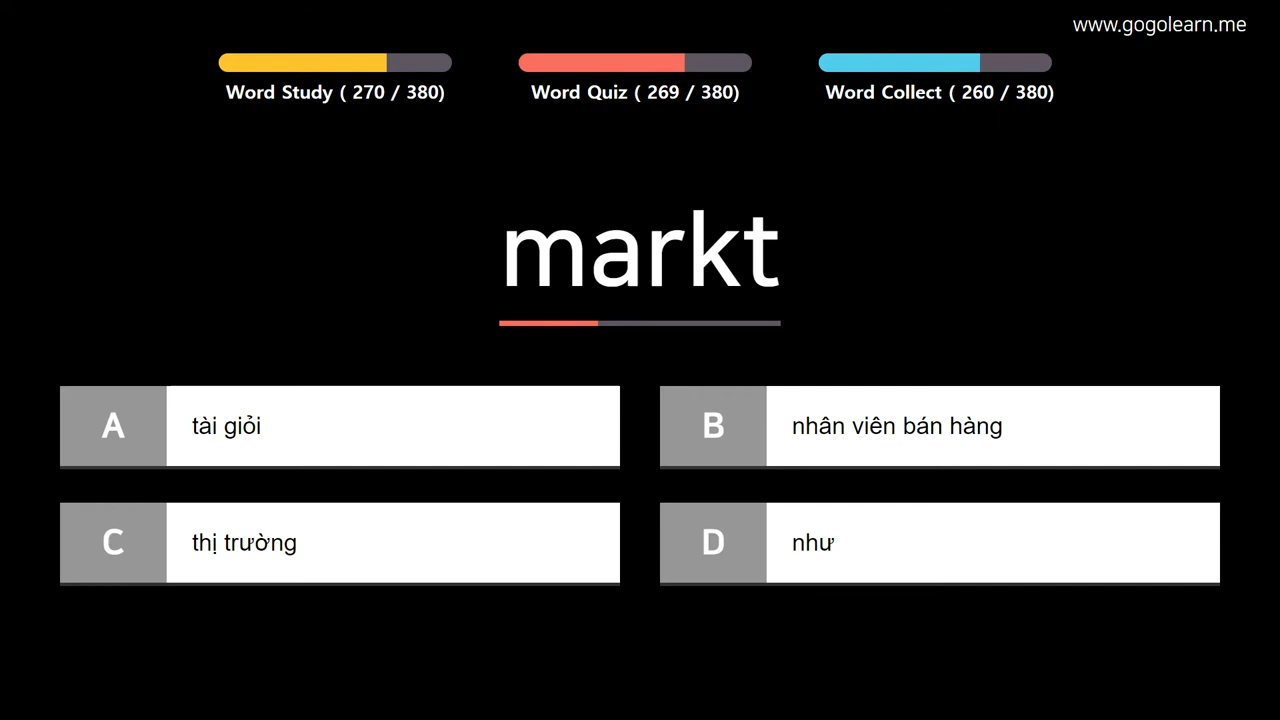 www.gogolearn.me
Word Study ( 270 / 380)
Word Quiz ( 269 / 380)
Word Collect ( 260 / 380)
markt
A tài giỏi
B nhân viên bán hàng
C thị trường
D như